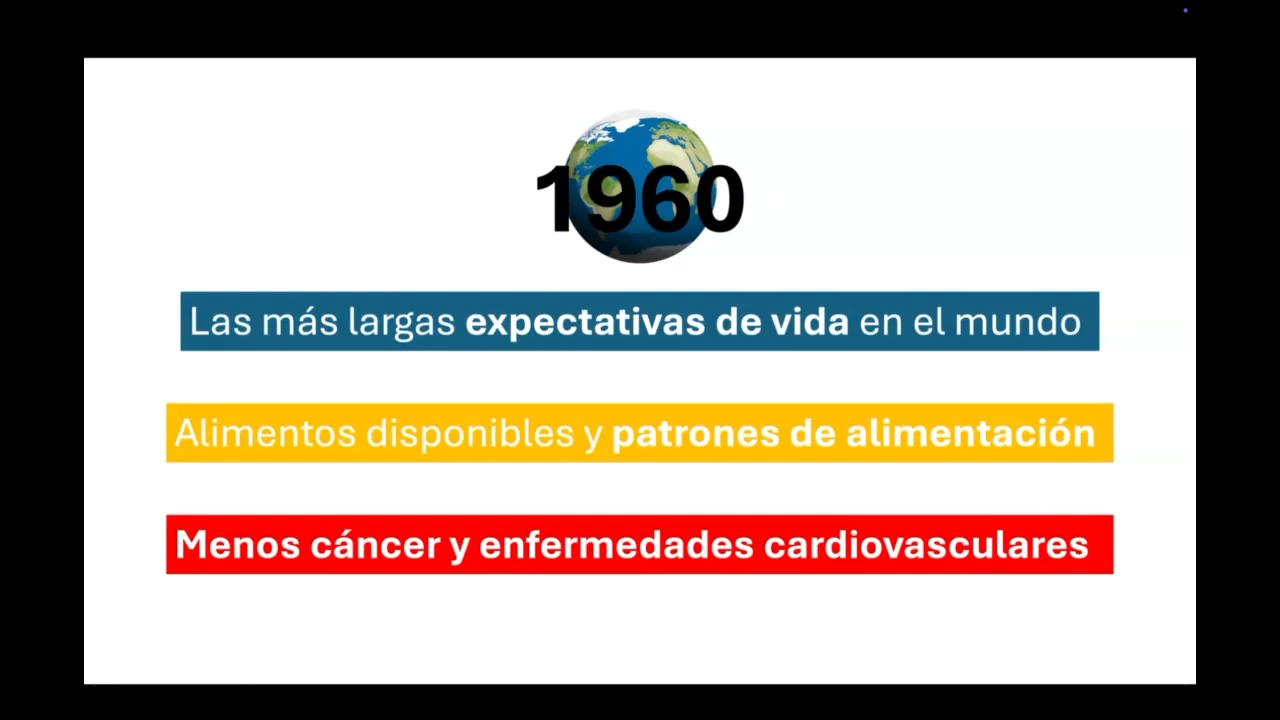 1960
Las más largas expectativas de vida en el mundo
Alimentos disponibles y patrones de alimentación
Menos cáncer y enfermedades cardiovasculares